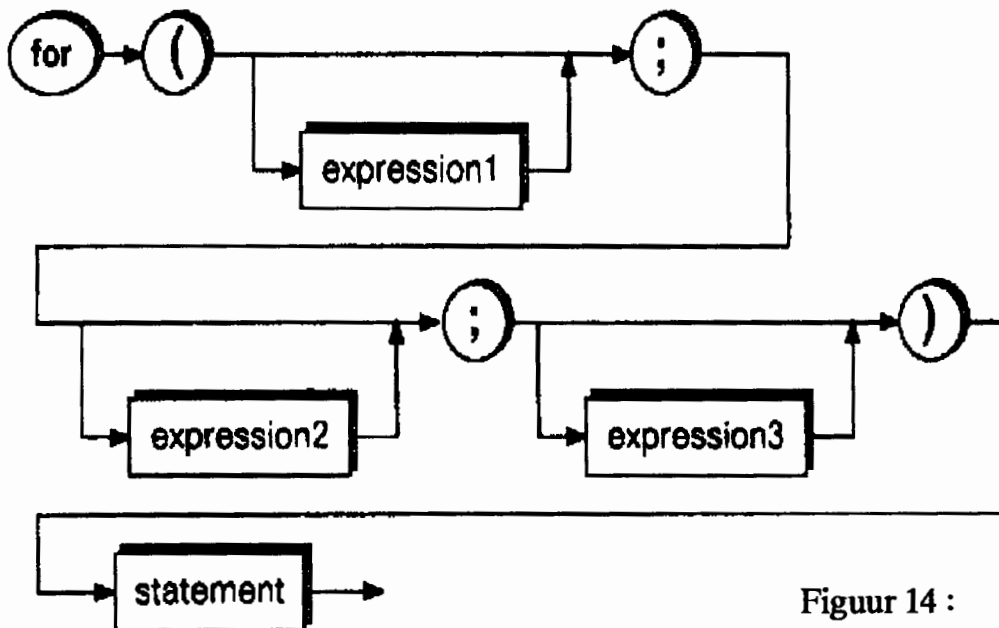 for ( ;
expression1
; )
expression2 expression3
statement
Figuur 14 :